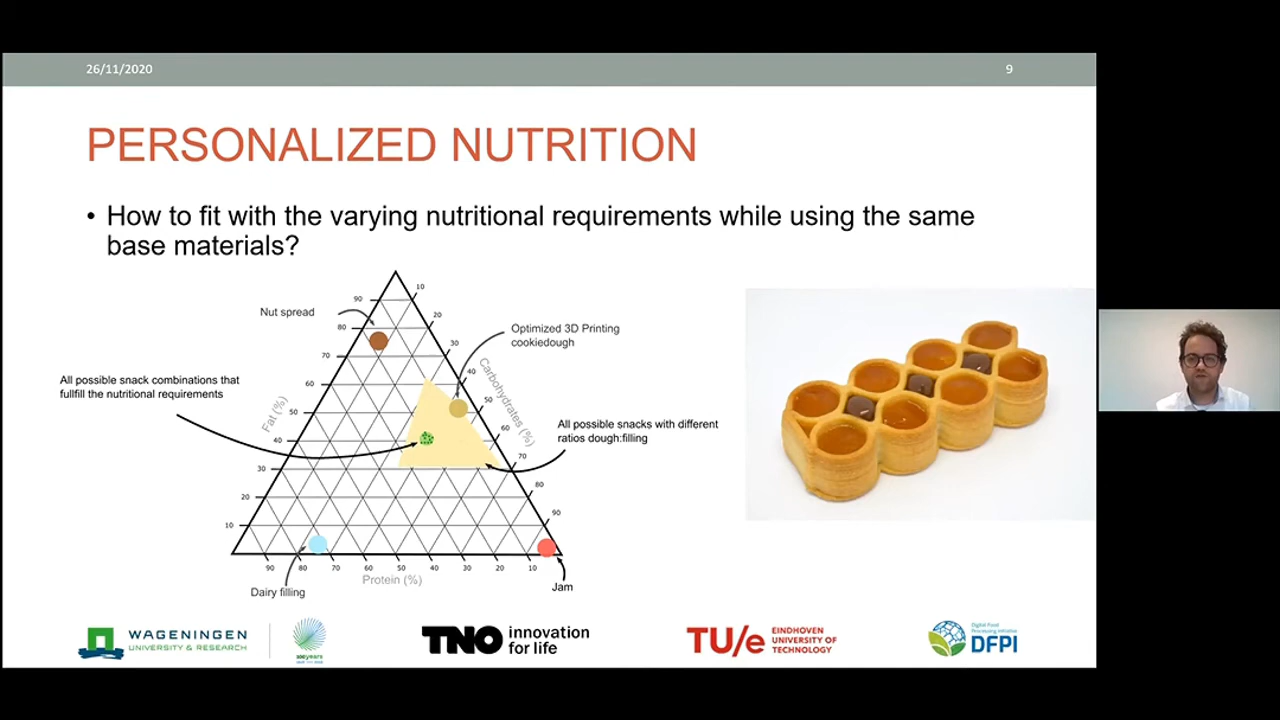 26/11/2020
9
PERSONALIZED NUTRITION
• How to fit with the varying nutritional requirements while using the same
base materials?
Nut spread
Optimized 3D Printing
cookiedough
All possible snack combinations that
fullfill the nutritional requirements
All possible snacks with different
ratios dough:filling
Fat (%)
90
80
70
60
50
40
30
20
10
Carbohydrates (%)
10
20
30
40
50
60
70
80
90
90
80
70
60
50
40
30
20
10
Protein (%)
Dairy filling
Jam
WAGENINGEN
UNIVERSITY & RESEARCH
100years
TNO innovation
for life
TU/e EINDHOVEN
UNIVERSITY OF
TECHNOLOGY
Digital Food
Processing Initiative
DFPI